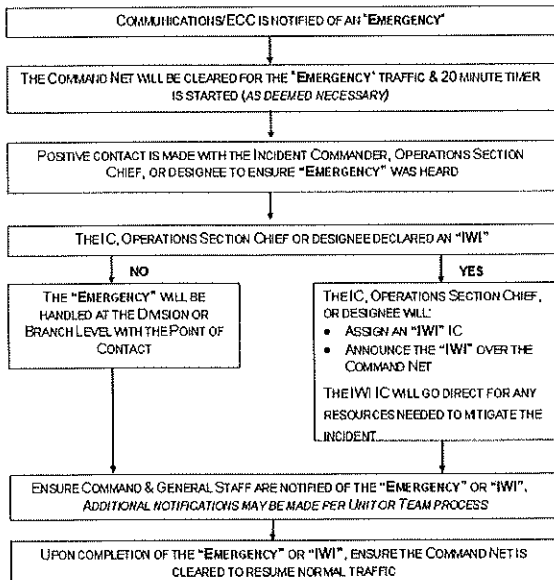 COMMUNICATIONS/ECC IS NOTIFIED OF AN "EMERGENCY"
THE COMMAND NET WILL BE CLEARED FOR THE "EMERGENCY" TRAFFIC & 20 MINUTE TIMER
IS STARTED (AS DEEMED NECESSARY)
POSITIVE CONTACT IS MADE WITH THE INCIDENT COMMANDER, OPERATIONS SECTION
CHIEF, OR DESIGNEE TO ENSURE "EMERGENCY" WAS HEARD
THE IC, OPERATIONS SECTION CHIEF OR DESIGNEE DECLARED AN "IWI"
NO
YES
THE "EMERGENCY" WILL BE
HANDLED AT THE DIVISION OR
BRANCH LEVEL WITH THE POINT OF
CONTACT
THE IC, OPERATIONS SECTION CHIEF,
OR DESIGNEE WILL:
• ASSIGN AN "IWI" IC
• ANNOUNCE THE "IWI" OVER THE
COMMAND NET
THE IWI IC WILL GO DIRECT FOR ANY
RESOURCES NEEDED TO MITIGATE THE
INCIDENT
ENSURE COMMAND & GENERAL STAFF ARE NOTIFIED OF THE "EMERGENCY" OR "IWI".
ADDITIONAL NOTIFICATIONS MAY BE MADE PER UNIT OR TEAM PROCESS
UPON COMPLETION OF THE "EMERGENCY" OR "IWI", ENSURE THE COMMAND NET IS
CLEARED TO RESUME NORMAL TRAFFIC